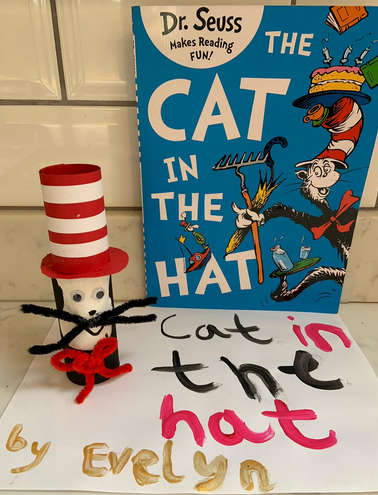 Dr. Seuss
Makes Reading
FUN!
THE
CAT
IN
THE
HAT
cat in
the
hat
by Evelyn